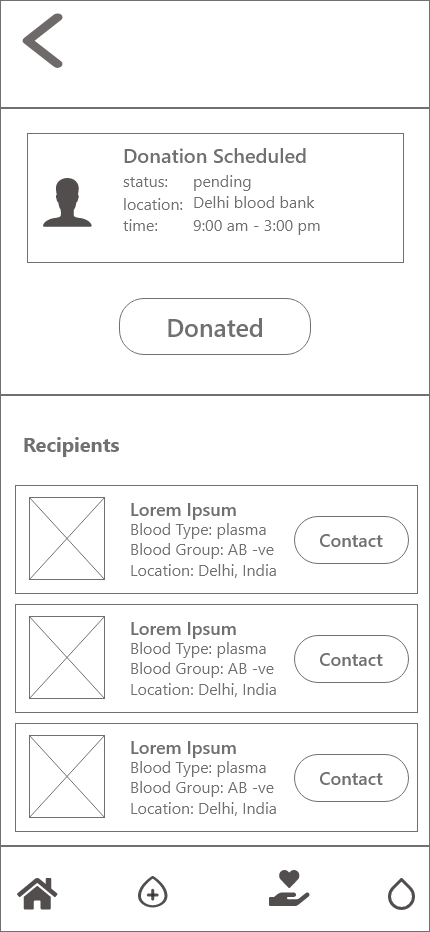 Donation Scheduled
status: pending
location: Delhi blood bank
time: 9:00 am - 3:00 pm
Donated
Recipients
Lorem Ipsum
Blood Type: plasma
Blood Group: AB -ve
Location: Delhi, India
Contact
Lorem Ipsum
Blood Type: plasma
Blood Group: AB -ve
Location: Delhi, India
Contact
Lorem Ipsum
Blood Type: plasma
Blood Group: AB -ve
Location: Delhi, India
Contact